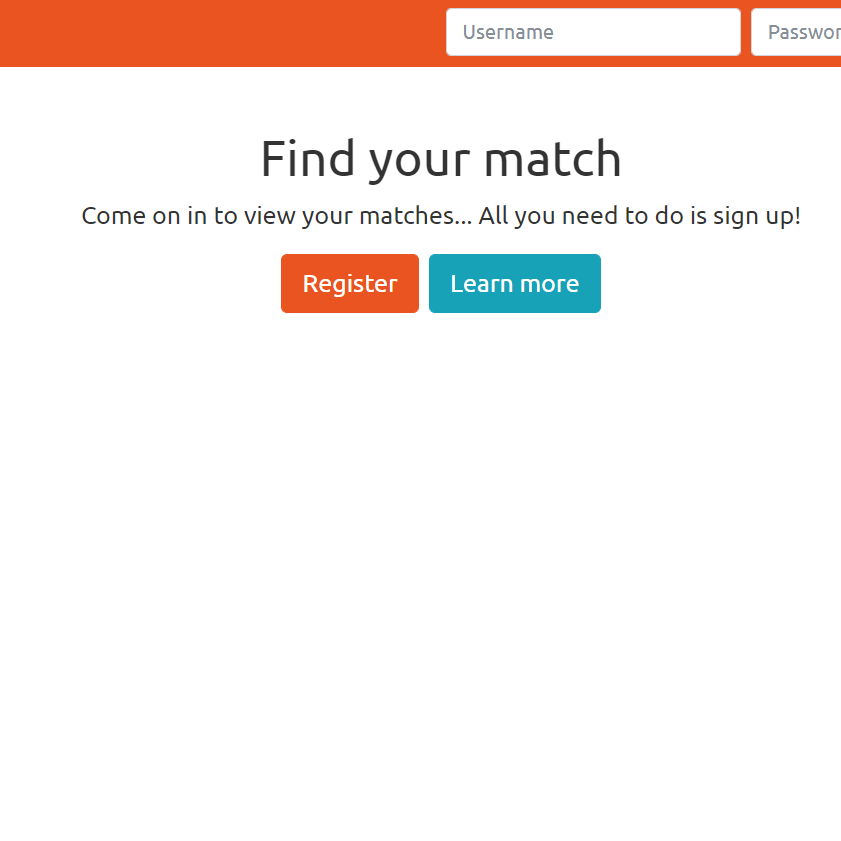 Username Passwor
Find your match
Come on in to view your matches... All you need to do is sign up!
Register Learn more